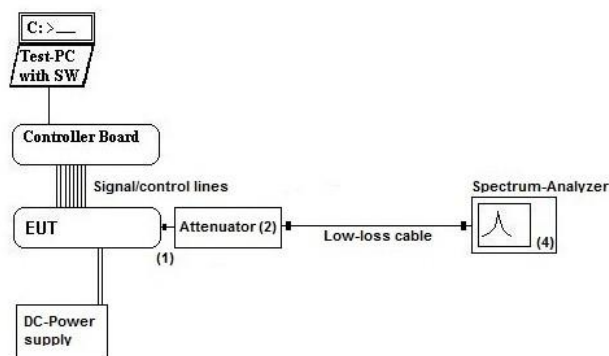 C: >__
Test-PC
with SW
Controller Board
Signal/control lines
Spectrum-Analyzer
EUT
Attenuator (2)
Low-loss cable
(4)
(1)
DC-Power
supply